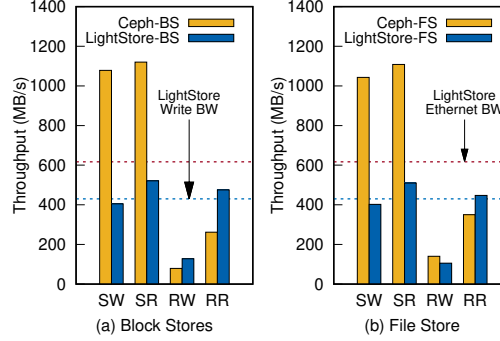 Throughput (MB/s)
1400
1200
1000
800
600
400
200
0
Ceph-BS
LightStore-BS
LightStore
Write BW
SW SR RW RR
(a) Block Stores
Throughput (MB/s)
1400
1200
1000
800
600
400
200
0
Ceph-FS
LightStore-FS
LightStore
Ethernet BW
SW SR RW RR
(b) File Store